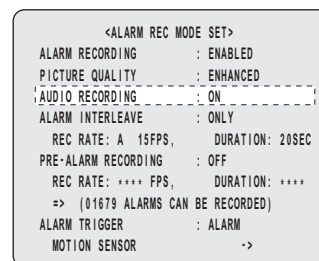 <ALARM REC MODE SET>
ALARM RECORDING : ENABLED
PICTURE QUALITY : ENHANCED
AUDIO RECORDING : ON
ALARM INTERLEAVE : ONLY
REC RATE: A 15FPS, DURATION: 20SEC
PRE-ALARM RECORDING : OFF
REC RATE: **** FPS, DURATION: ****
=> (01679 ALARMS CAN BE RECORDED)
ALARM TRIGGER : ALARM
MOTION SENSOR ->